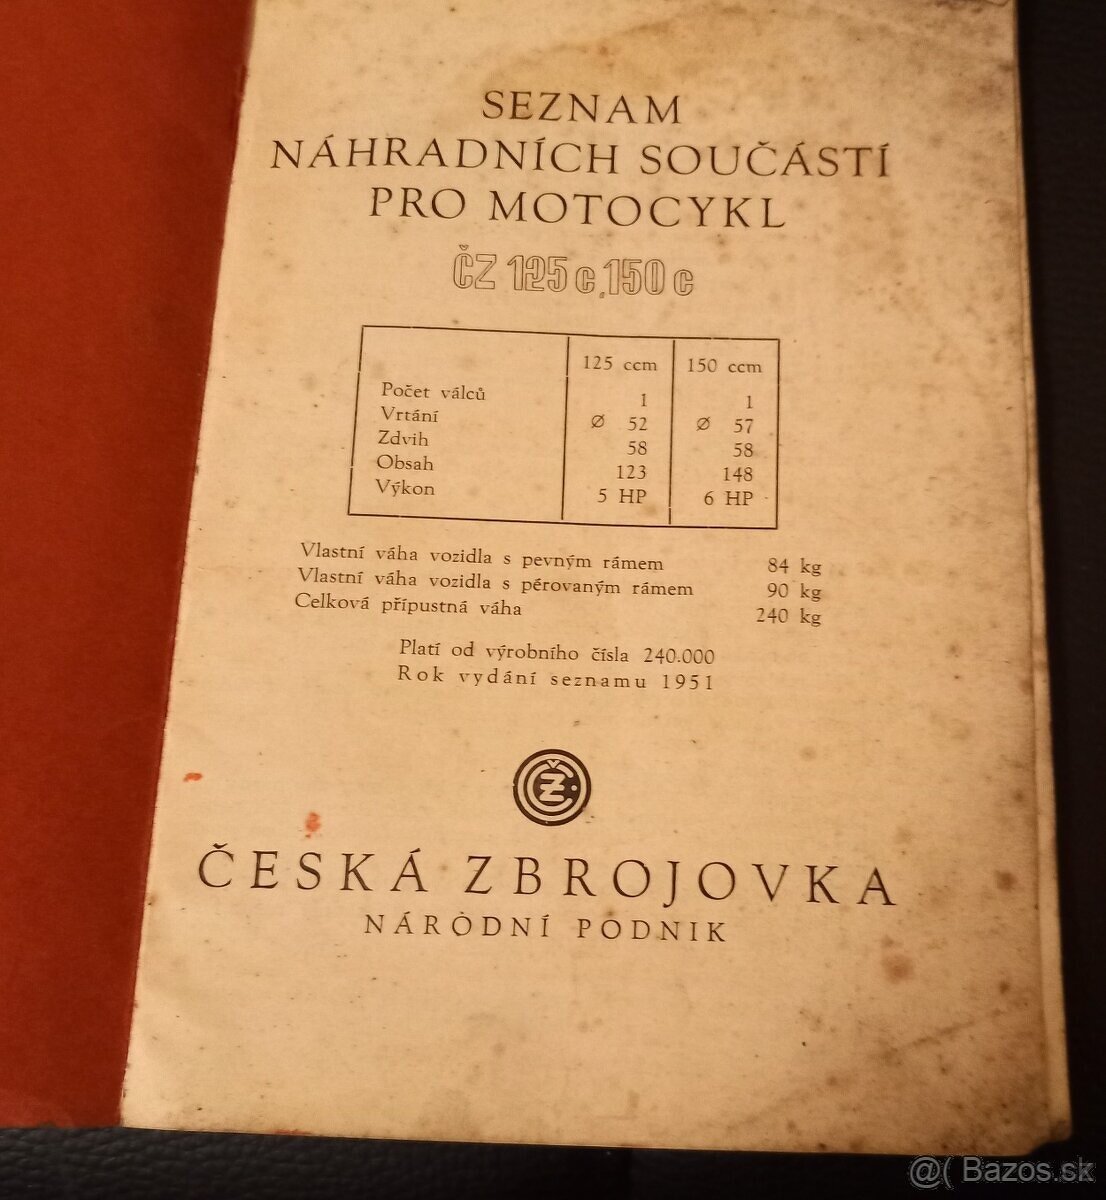 SEZNAM
NÁHRADNÍCH SOUČÁSTÍ
PRO MOTOCYKL
ČZ 125 c, 150 c
125 ccm 150 ccm
Počet válců 1 1
Vrtání ∅ 52 ∅ 57
Zdvih 58 58
Obsah 123 148
Výkon 5 HP 6 HP
Vlastní váha vozidla s pevným rámem 84 kg
Vlastní váha vozidla s pérovaným rámem 90 kg
Celková přípustná váha 240 kg
Platí od výrobního čísla 240.000
Rok vydání seznamu 1951
ČZ
ČESKÁ ZBROJOVKA
NÁRODNÍ PODNIK
@( Bazos.sk